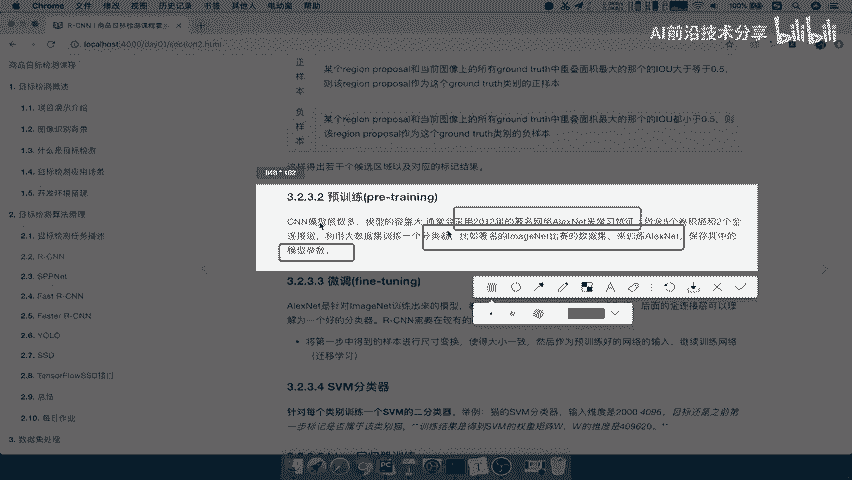 Chrome 文件 修改 视图 历史记录 书签 其他人 电动窗 帮助
100%
AI前沿技术分享 bilibili
localhost:4000/day01/section2.html
商品目标检测课程
1. 目标检测概述
1.1. 项目演示介绍
1.2. 图像识别背景
1.3. 什么是目标检测
1.4. 目标检测应用场景
1.5. 开发环境搭建
2. 目标检测算法原理
2.1. 目标检测任务描述
2.2. R-CNN
2.3. SPPNet
2.4. Fast R-CNN
2.5. Faster R-CNN
2.6. YOLO
2.7. SSD
2.8. TensorFlowSSD接口
2.9. 总结
2.10. 每日作业
3. 数据集处理
正样本
某个region proposal和当前图像上的所有ground truth中重叠面积最大的那个的IOU大于等于0.5,
则该region proposal作为这个ground truth类别的正样本
负样本
某个region proposal和当前图像上的所有ground truth中重叠面积最大的那个的IOU都小于0.5, 则
该region proposal作为这个ground truth类别的负样本
这样得出若干个候选区域以及对应的标记结果。
3.2.3.2 预训练(pre-training)
CNN模型层数多,模型的容量大,通常会采用2012年的著名网络AlexNet来学习特征,
连接层,利用大数据集训练一个分类器,比如著名的ImageNet比赛的数据集,来训练AlexNet,保存其中的
模型参数。
3.2.3.3 微调(fine-tuning)
AlexNet是针对ImageNet训练出来的模型,
后面的全连接层可以理
解为一个好的分类器。R-CNN需要在现有的
将第一步中得到的样本进行尺寸变换,使得大小一致,然后作为预训练好的网络的输入,继续训练网络
(迁移学习)
3.2.3.4 SVM分类器
针对每个类别训练一个SVM的二分类器。举例:猫的SVM分类器,输入维度是2000 4096,目标还是之前第
一步标记是否属于该类别猫,**训练结果是得到SVM的权重矩阵W,W的维度是409620。**